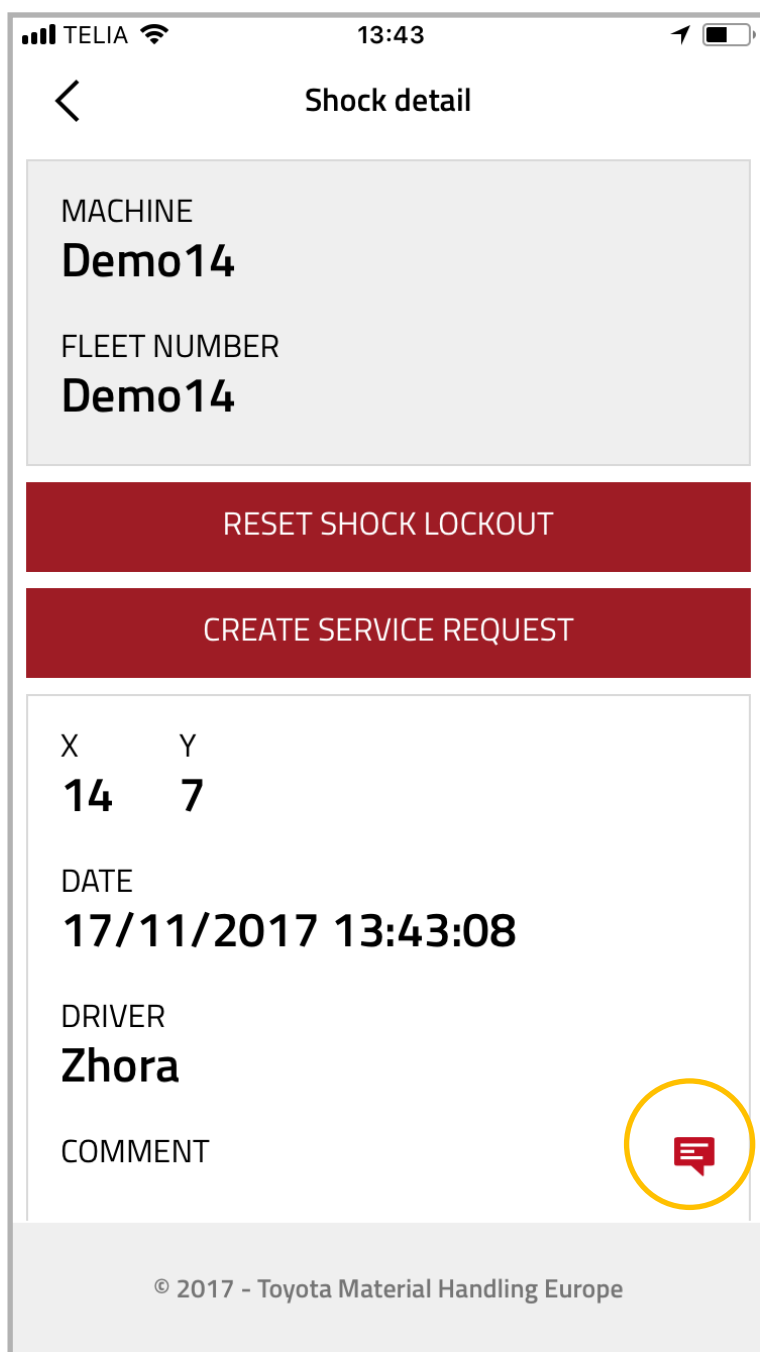 TELIA 13:43
Shock detail
MACHINE
Demo14
FLEET NUMBER
Demo14
RESET SHOCK LOCKOUT
CREATE SERVICE REQUEST
X Y
14 7
DATE
17/11/2017 13:43:08
DRIVER
Zhora
COMMENT
© 2017 - Toyota Material Handling Europe